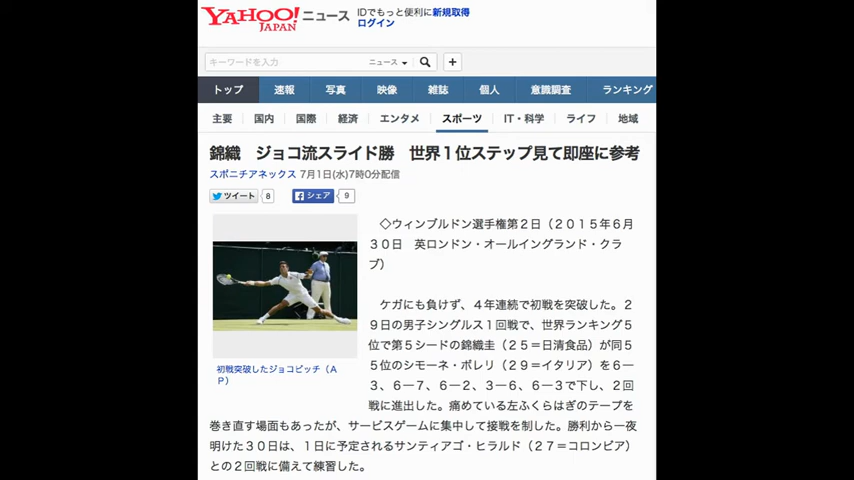 YAHOO! JAPAN ニュース
IDでもっと便利に新規取得
ログイン
キーワードを入力 ニュース +
トップ 速報 写真 映像 雑誌 個人 意識調査 ランキング
主要 国内 国際 経済 エンタメ スポーツ IT・科学 ライフ 地域
錦織 ジョコ流スライド勝 世界1位ステップ見て即座に参考
スポニチアネックス 7月1日(水)7時0分配信
ツイート 8 シェア 9
◇ウィンブルドン選手権第2日（2015年6月
30日 英ロンドン・オールイングランド・クラ
ブ）
ケガにも負けず、4年連続で初戦を突破した。2
9日の男子シングルス1回戦で、世界ランキング5
位で第5シードの錦織圭（25＝日清食品）が同5
5位のシモーネ・ボレリ（29＝イタリア）を6―
3、6―7、6―2、3―6、6―3で下し、2回
戦に進出した。痛めている左ふくらはぎのテープを
巻き直す場面もあったが、サービスゲームに集中して接戦を制した。勝利から一夜
明けた30日は、1日に予定されるサンティアゴ・ヒラルド（27＝コロンビア）
との2回戦に備えて練習した。
初戦突破したジョコビッチ（A
P）